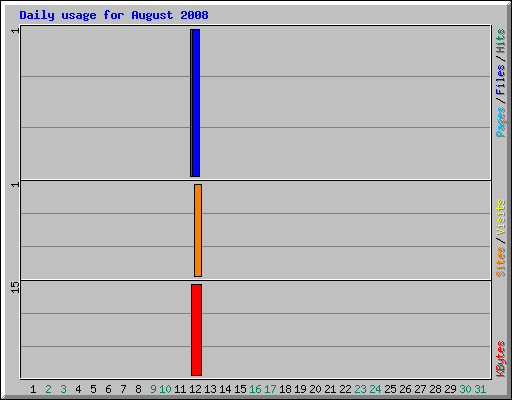 Daily usage for August 2008
1
1
15
Pages/Files/Hits
Sites/Visits
KBytes
1 2 3 4 5 6 7 8 9 10 11 12 13 14 15 16 17 18 19 20 21 22 23 24 25 26 27 28 29 30 31